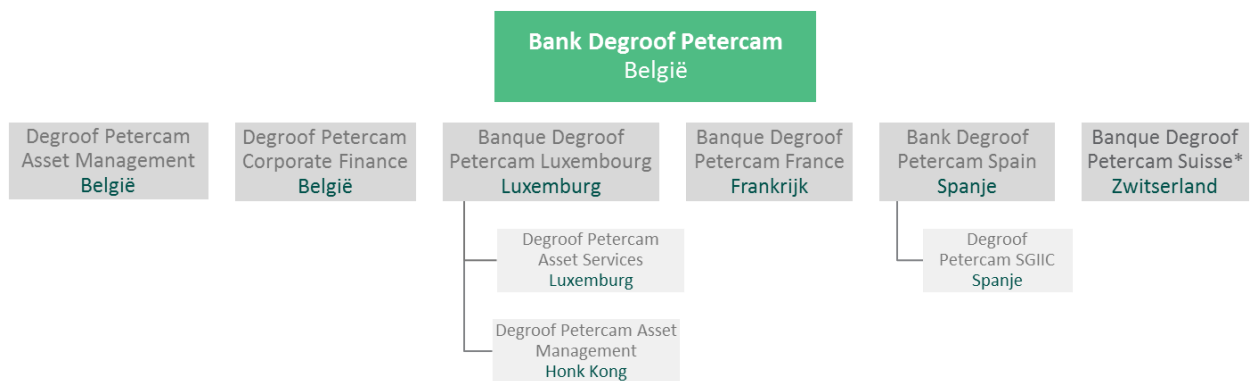 Bank Degroof Petercam
België
Degroof Petercam
Asset Management
België
Degroof Petercam
Corporate Finance
België
Banque Degroof
Petercam Luxembourg
Luxemburg
Banque Degroof
Petercam France
Frankrijk
Bank Degroof
Petercam Spain
Spanje
Banque Degroof
Petercam Suisse*
Zwitserland
Degroof Petercam
Asset Services
Luxemburg
Degroof
Petercam SGIIC
Spanje
Degroof Petercam Asset
Management
Honk Kong